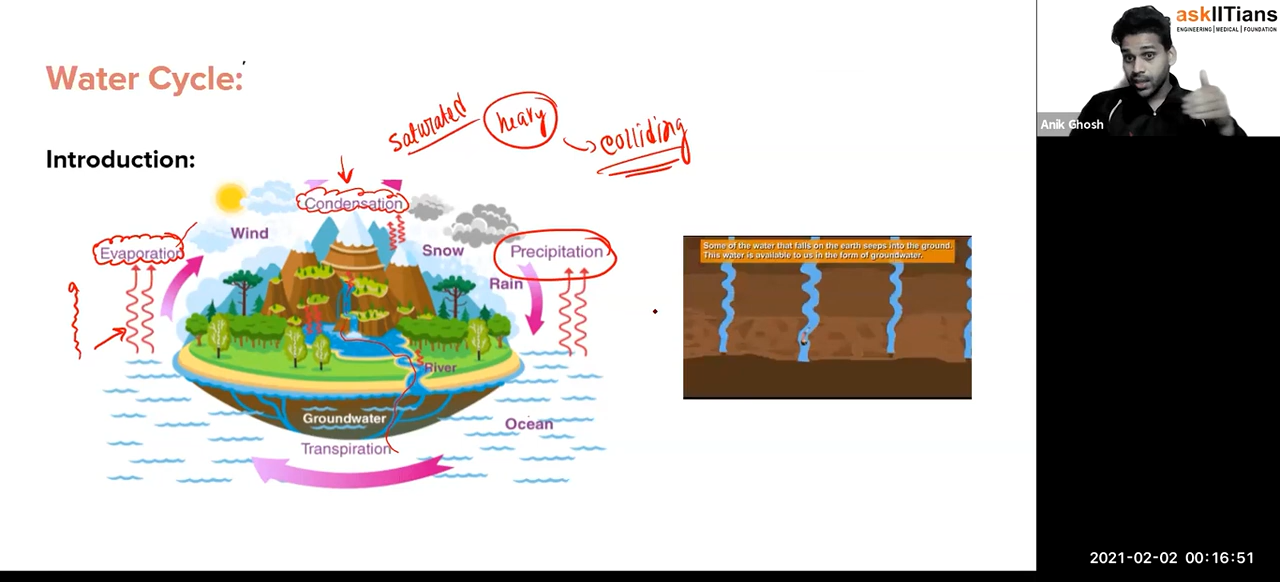 Water Cycle:
Introduction:
saturated
heavy
colliding
Condensation
Evaporation
Wind
Snow
Precipitation
Rain
River
Groundwater
Ocean
Transpiration
Some of the water that falls on the earth seeps into the ground.
This water is available to us in the form of groundwater.
askIITians
ENGINEERING | MEDICAL | FOUNDATION
Anik Ghosh
2021-02-02 00:16:51